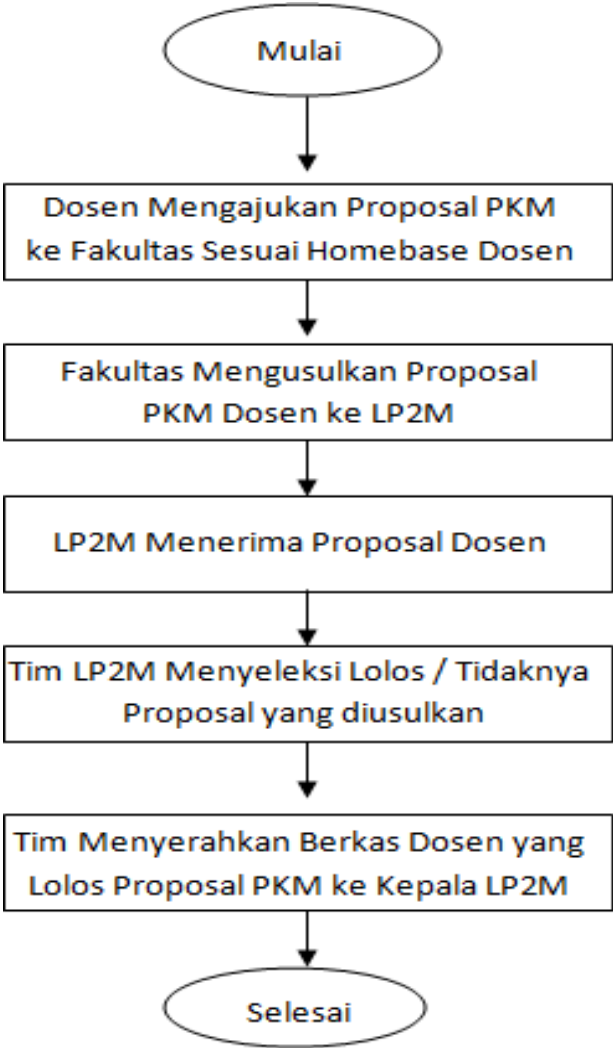 Mulai
Dosen Mengajukan Proposal PKM
ke Fakultas Sesuai Homebase Dosen
Fakultas Mengusulkan Proposal
PKM Dosen ke LP2M
LP2M Menerima Proposal Dosen
Tim LP2M Menyeleksi Lolos / Tidaknya
Proposal yang diusulkan
Tim Menyerahkan Berkas Dosen yang
Lolos Proposal PKM ke Kepala LP2M
Selesai